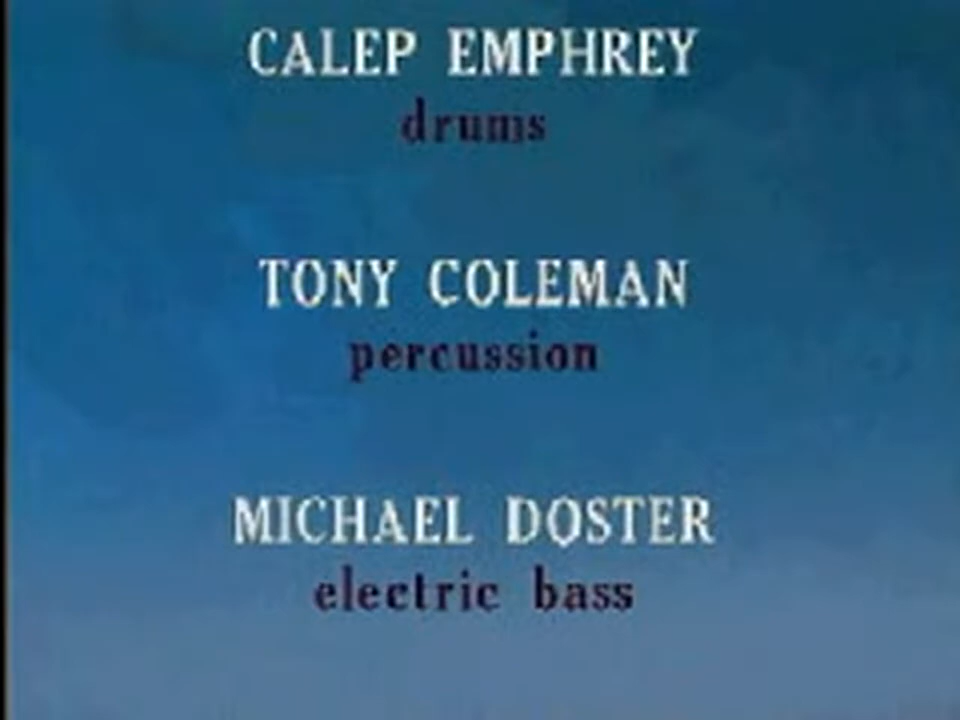 CALEP EMPHREY
drums
TONY COLEMAN
percussion
MICHAEL DOSTER
electric bass